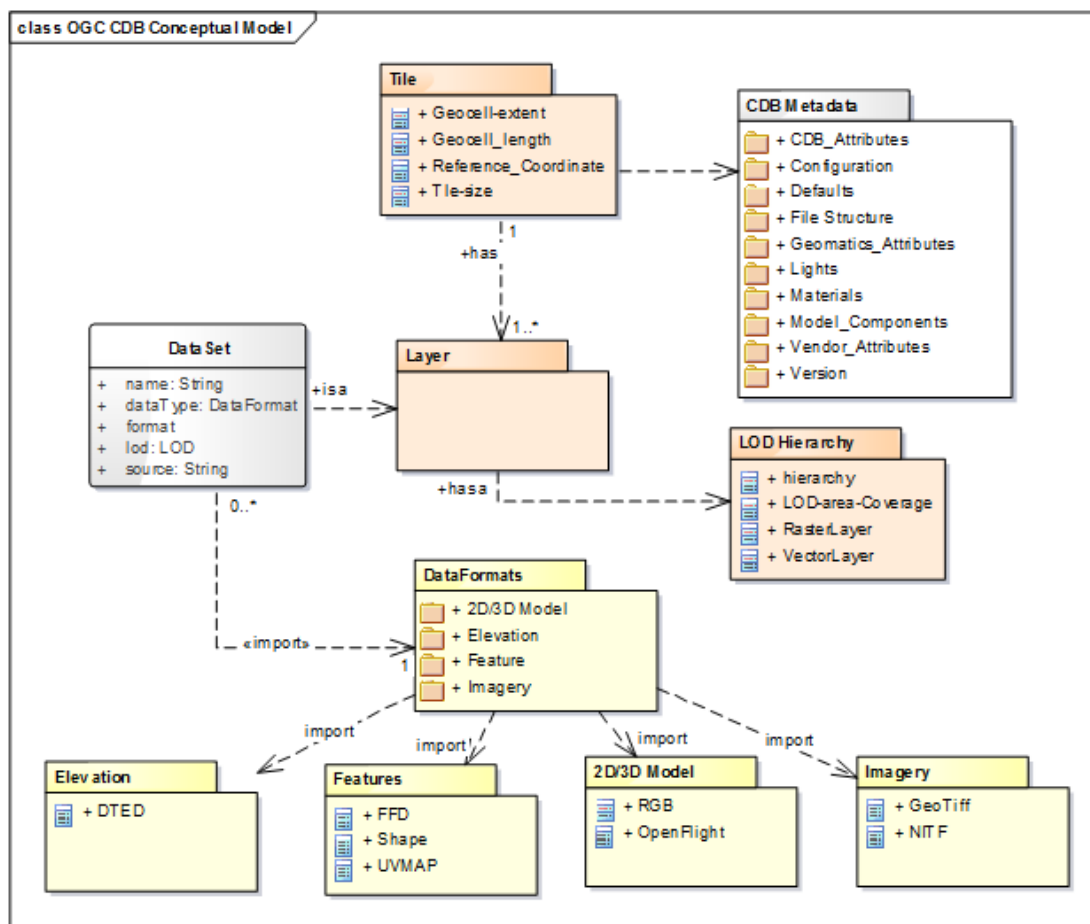 class OGC CDB Conceptual Model
Tile
+ Geocell-extent
+ Geocell_length
+ Reference_Coordinate
+ Tle-size
CDB Metadata
+ CDB_Attributes
+ Configuration
+ Defaults
+ File Structure
+ Geomatics_Attributes
+ Lights
+ Materials
+ Model_Components
+ Vendor_Attributes
+ Version
1
+has
1..*
DataSet
+ name: String
+ dataType: DataFormat
+ format
+ lod: LOD
+ source: String
+isa
Layer
+hasa
LOD Hierarchy
+ hierarchy
+ LOD-area-Coverage
+ RasterLayer
+ VectorLayer
0..*
«import»
1
DataFormats
+ 2D/3D Model
+ Elevation
+ Feature
+ Imagery
import
import
import
import
Elevation
+ DTED
Features
+ FFD
+ Shape
+ UVMAP
2D/3D Model
+ RGB
+ OpenFlight
Imagery
+ GeoTiff
+ NITF